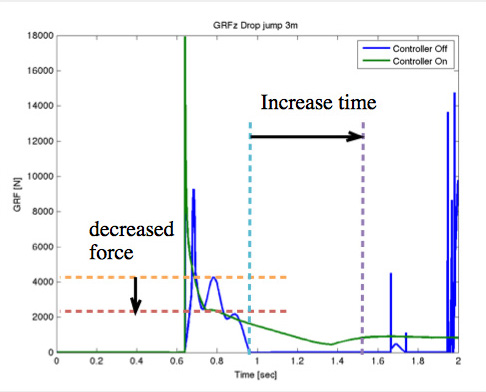 GRFz Drop jump 3m
18000
16000
14000
12000
10000
8000
6000
4000
2000
0
GRF [N]
Controller Off
Controller On
Increase time
decreased
force
0 0.2 0.4 0.6 0.8 1 1.2 1.4 1.6 1.8 2
Time [sec]